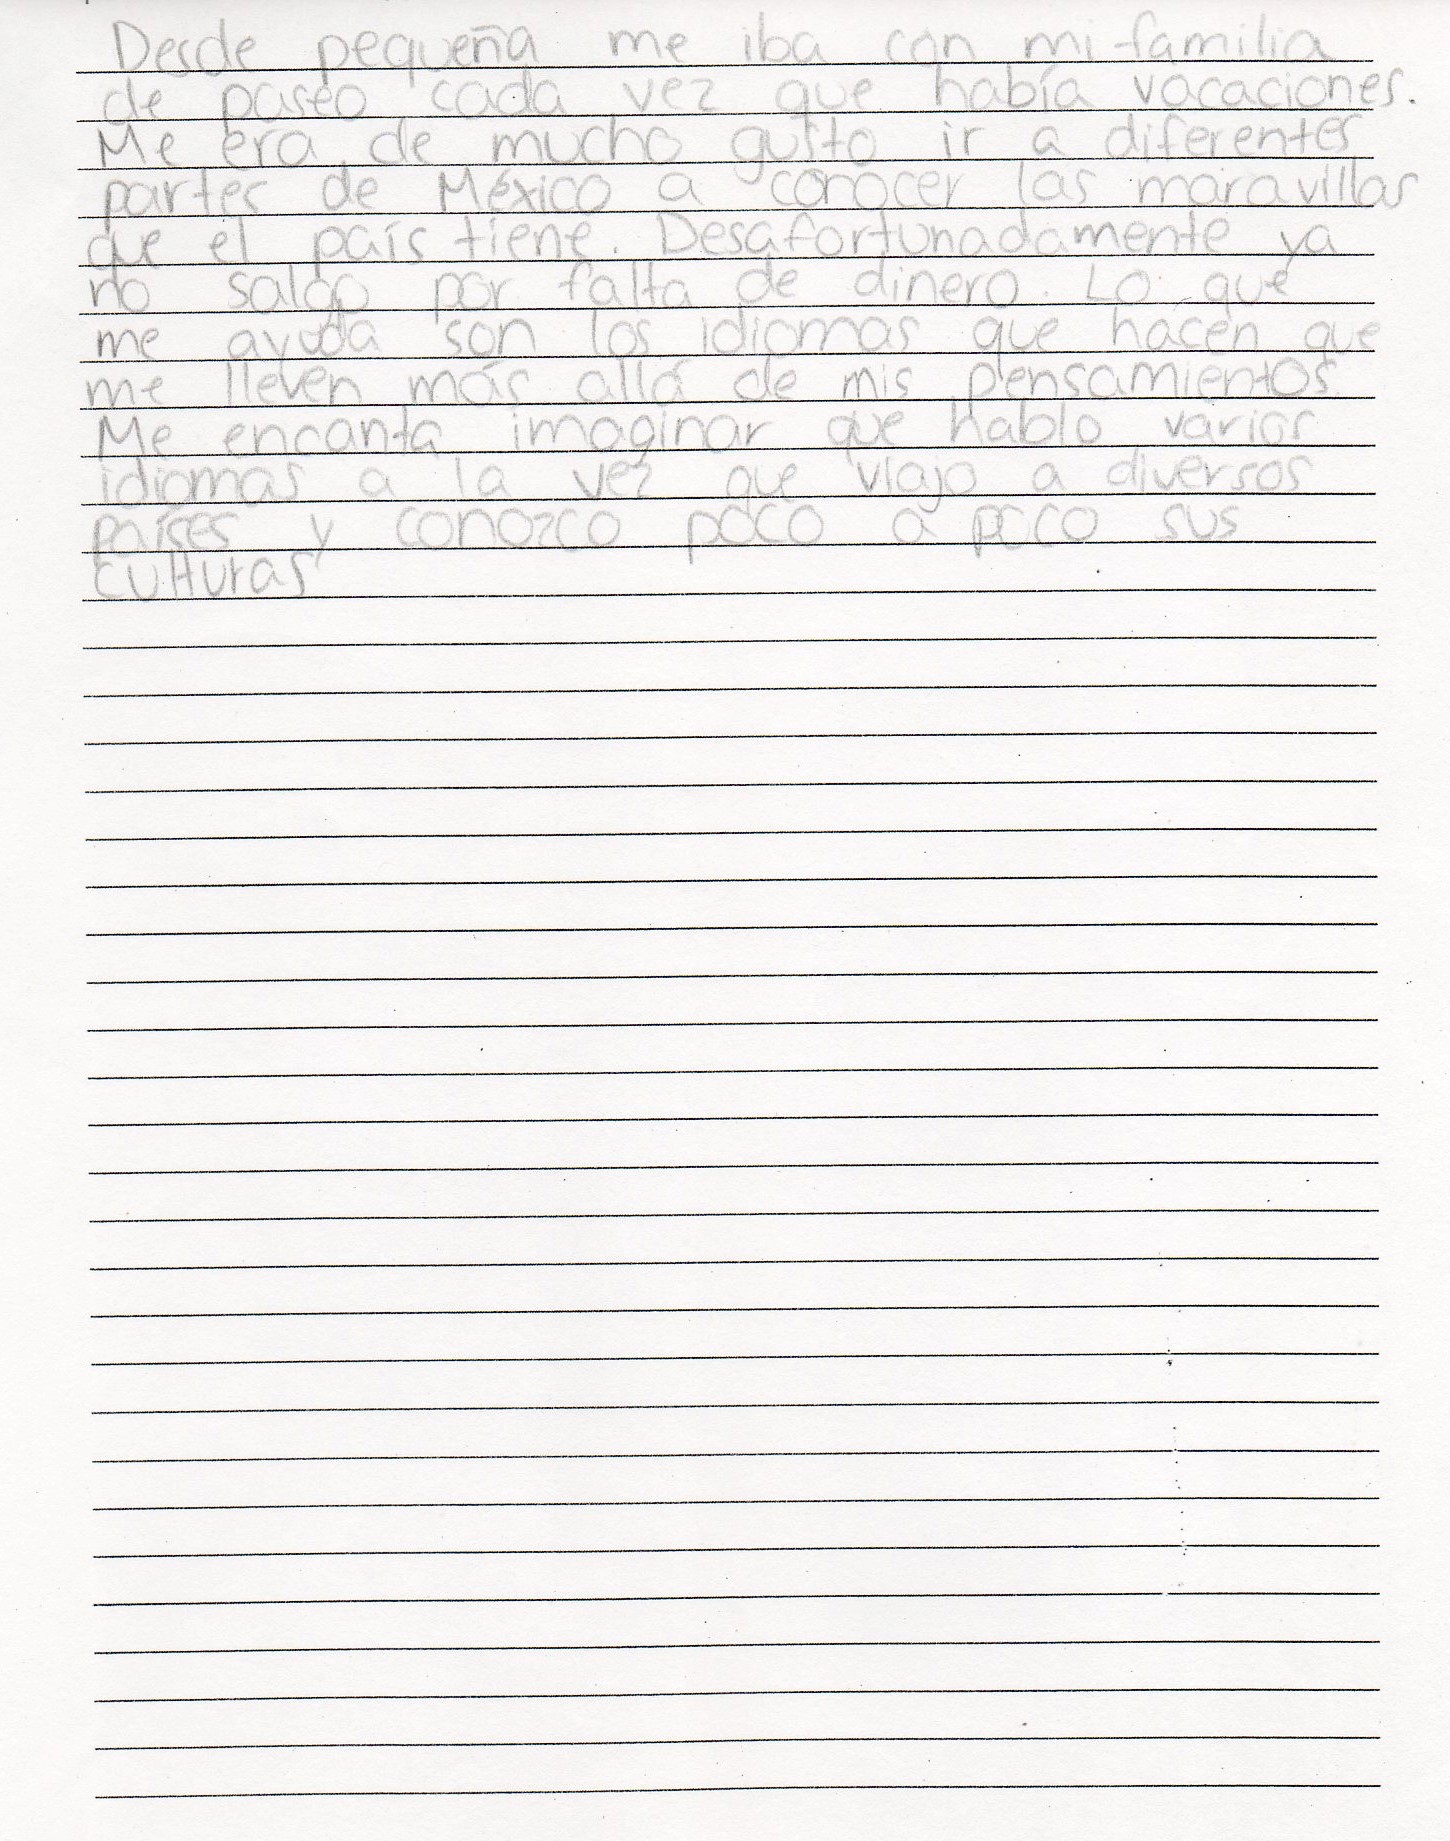 Desde pequeña me iba con mi familia
de paseo cada vez que había vacaciones.
Me era de mucho gusto ir a diferentes
partes de México a conocer las maravillas
que el país tiene. Desafortunadamente ya
no salgo por falta de dinero. Lo que
me ayuda son los idiomas que hacen que
me lleven más allá de mis pensamientos.
Me encanta imaginar que hablo varios
idiomas a la vez que viajo a diversos
países y conozco poco a poco sus
culturas